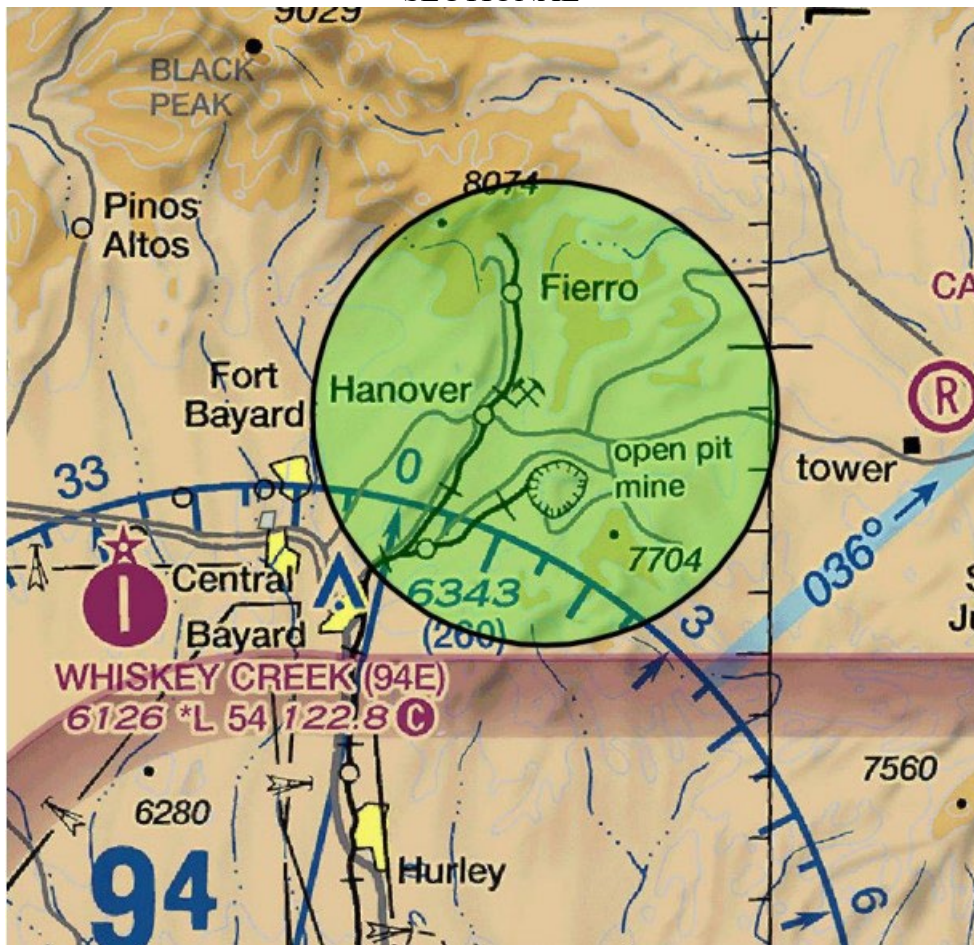 9029
BLACK
PEAK
8074
Pinos
Altos
Fierro
CA
Fort
Bayard
Hanover
R
open pit
mine
tower
33
0
036°
7704
Central
6343
(260)
3
Bayard
WHISKEY CREEK (94E)
6126 *L 54 122.8 C
7560
6280
94
Hurley
6